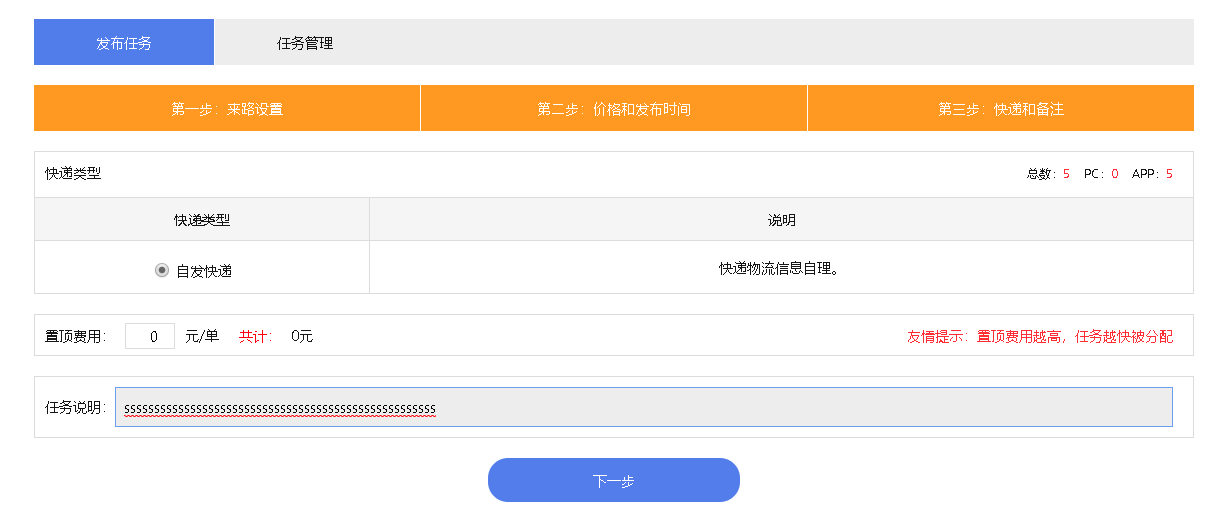 发布任务 任务管理
第一步：来路设置 第二步：价格和发布时间 第三步：快递和备注
快递类型 总数：5 PC：0 APP：5
快递类型 说明
自发快递 快递物流信息自理。
置顶费用： 0 元/单 共计： 0元 友情提示：置顶费用越高，任务越快被分配
任务说明： ssssssssssssssssssssssssssssssssssssssssssssssssssss
下一步